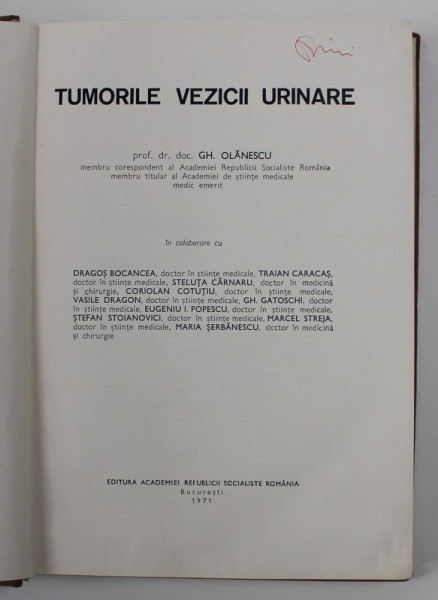 TUMORILE VEZICII URINARE
prof. dr. doc. GH. OLĂNESCU
membru corespondent al Academiei Republicii Socialiste România
membru titular al Academiei de științe medicale
medic emerit
în colaborare cu
DRAGOȘ BOCANCEA, doctor în științe medicale, TRAIAN CARACAȘ,
doctor în științe medicale, STELUȚA CÂRNARU, doctor în medicină
și chirurgie, CORIOLAN COTUȚIU, doctor în științe medicale,
VASILE DRAGON, doctor în științe medicale, GH. GATOSCHI, doctor
în științe medicale, EUGENIU I. POPESCU, doctor în științe medicale,
ȘTEFAN STOIANOVICI, doctor în științe medicale, MARCEL STREJA,
doctor în științe medicale, MARIA ȘERBĂNESCU, doctor în medicină
și chirurgie
EDITURA ACADEMIEI REPUBLICII SOCIALISTE ROMÂNIA
București
1971